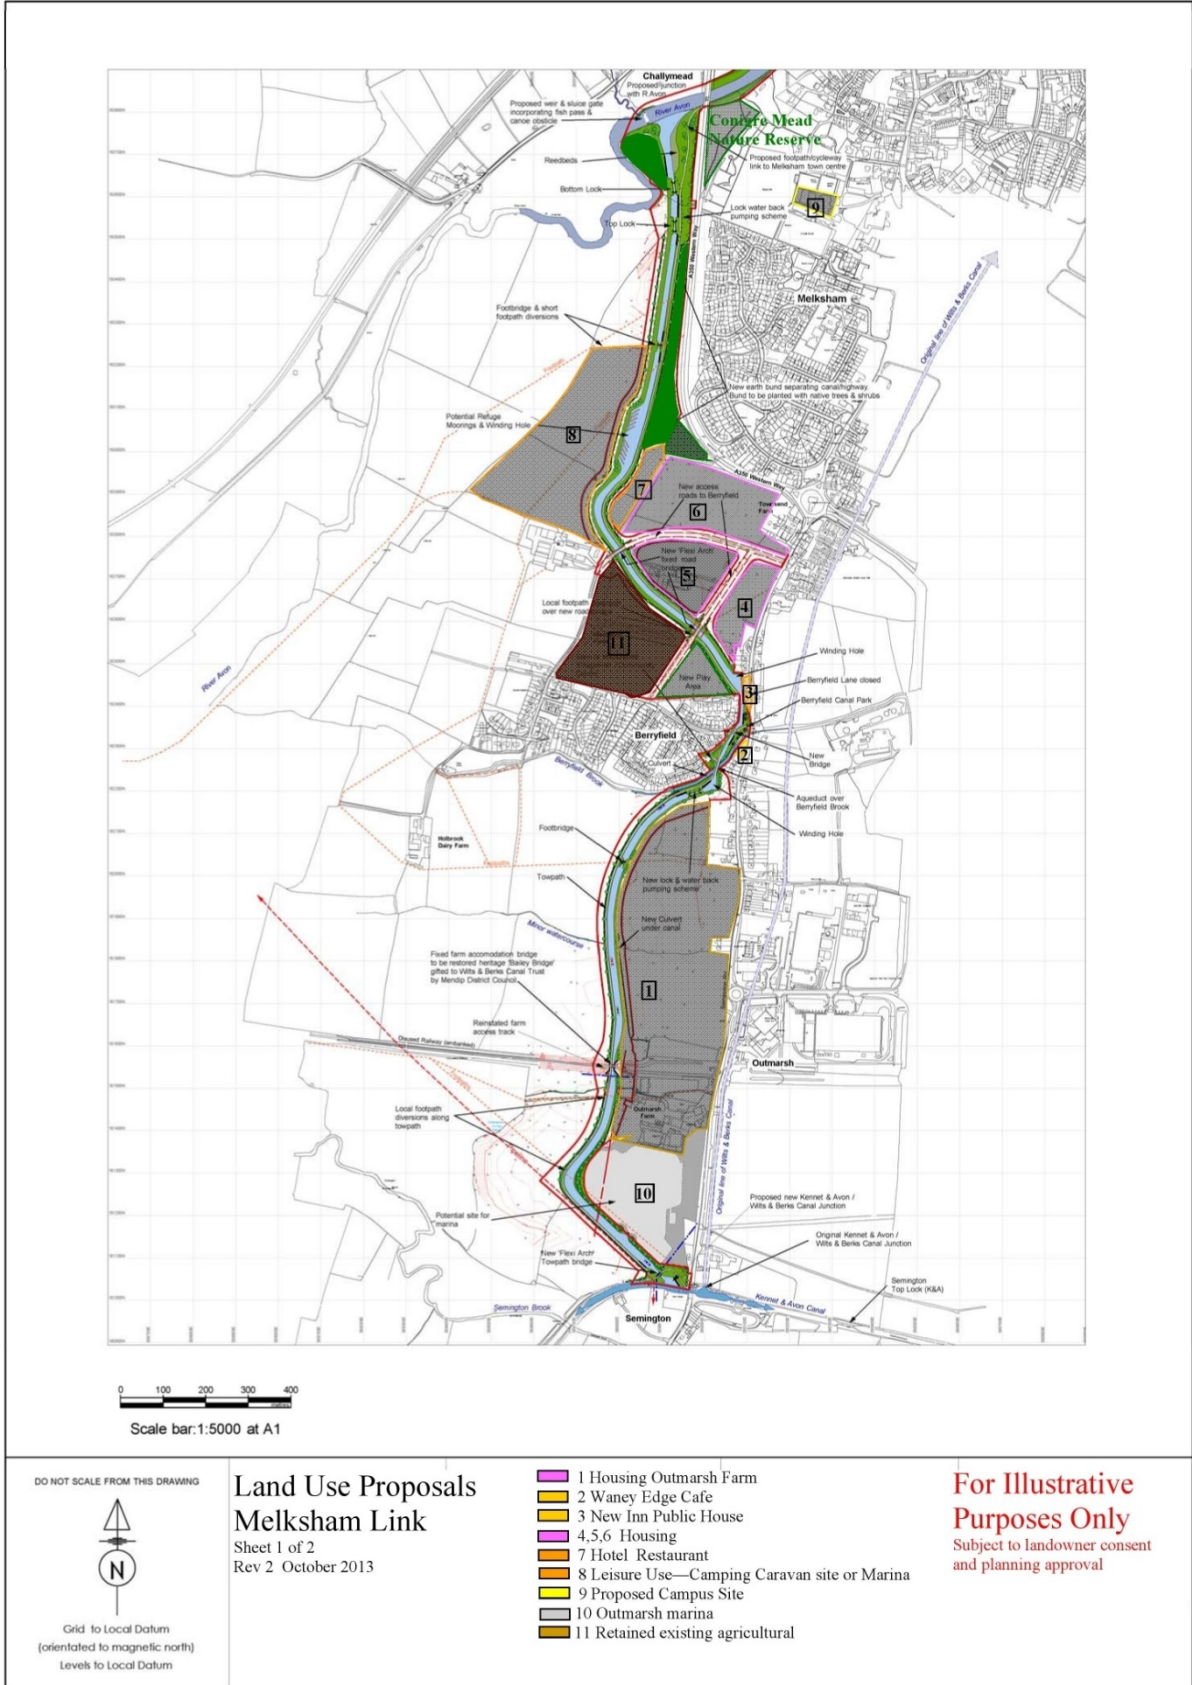 Challymead
Proposed junction
with R.Avon
Proposed weir & sluice gate
incorporating fish pass &
canoe obsticle
River Avon
Conigre Mead
Nature Reserve
Reedbeds
Proposed footpath/cycleway
link to Melksham town centre
Bottom Lock
9
Lock water back
pumping scheme
Top Lock
A350 Western Way
Original line of Wilts & Berks Canal
Melksham
Footbridge & short
footpath diversions
New earth bund separating canal/highway
Bund to be planted with native trees & shrubs
Potential Refuge
Moorings & Winding Hole
8
A350 Western Way
7
New access
roads to Berryfield
6
Townsend
Farm
New 'Flexi Arch'
fixed road
bridge
5
4
Local footpath
over new road
11
Winding Hole
River Avon
New Play
Area
Berryfield Lane closed
3
Berryfield Canal Park
Berryfield
2
New
Bridge
Culvert
Berryfield Brook
Aqueduct over
Berryfield Brook
Winding Hole
Footbridge
Holbrook
Dairy Farm
Towpath
New lock & water back
pumping scheme
New Culvert
under canal
Minor watercourse
Fixed farm accomodation bridge
to be restored heritage 'Bailey Bridge'
gifted to Wilts & Berks Canal Trust
by Mendip District Council
1
Reinstated farm
access track
Disused Railway (embanked)
Outmarsh
Local footpath
diversions along
towpath
Outmarsh
Farm
Original line of Wilts & Berks Canal
10
Proposed new Kennet & Avon /
Wilts & Berks Canal Junction
Potential site for
marina
Original Kennet & Avon /
Wilts & Berks Canal Junction
New 'Flexi Arch'
Towpath bridge
Semington
Top Lock (K&A)
Kennet & Avon Canal
Semington Brook
Semington
0 100 200 300 400
metres
Scale bar:1:5000 at A1
DO NOT SCALE FROM THIS DRAWING
N
Grid to Local Datum
(orientated to magnetic north)
Levels to Local Datum
Land Use Proposals
Melksham Link
Sheet 1 of 2
Rev 2 October 2013
1 Housing Outmarsh Farm
2 Waney Edge Cafe
3 New Inn Public House
4,5,6 Housing
7 Hotel Restaurant
8 Leisure Use—Camping Caravan site or Marina
9 Proposed Campus Site
10 Outmarsh marina
11 Retained existing agricultural
For Illustrative
Purposes Only
Subject to landowner consent
and planning approval